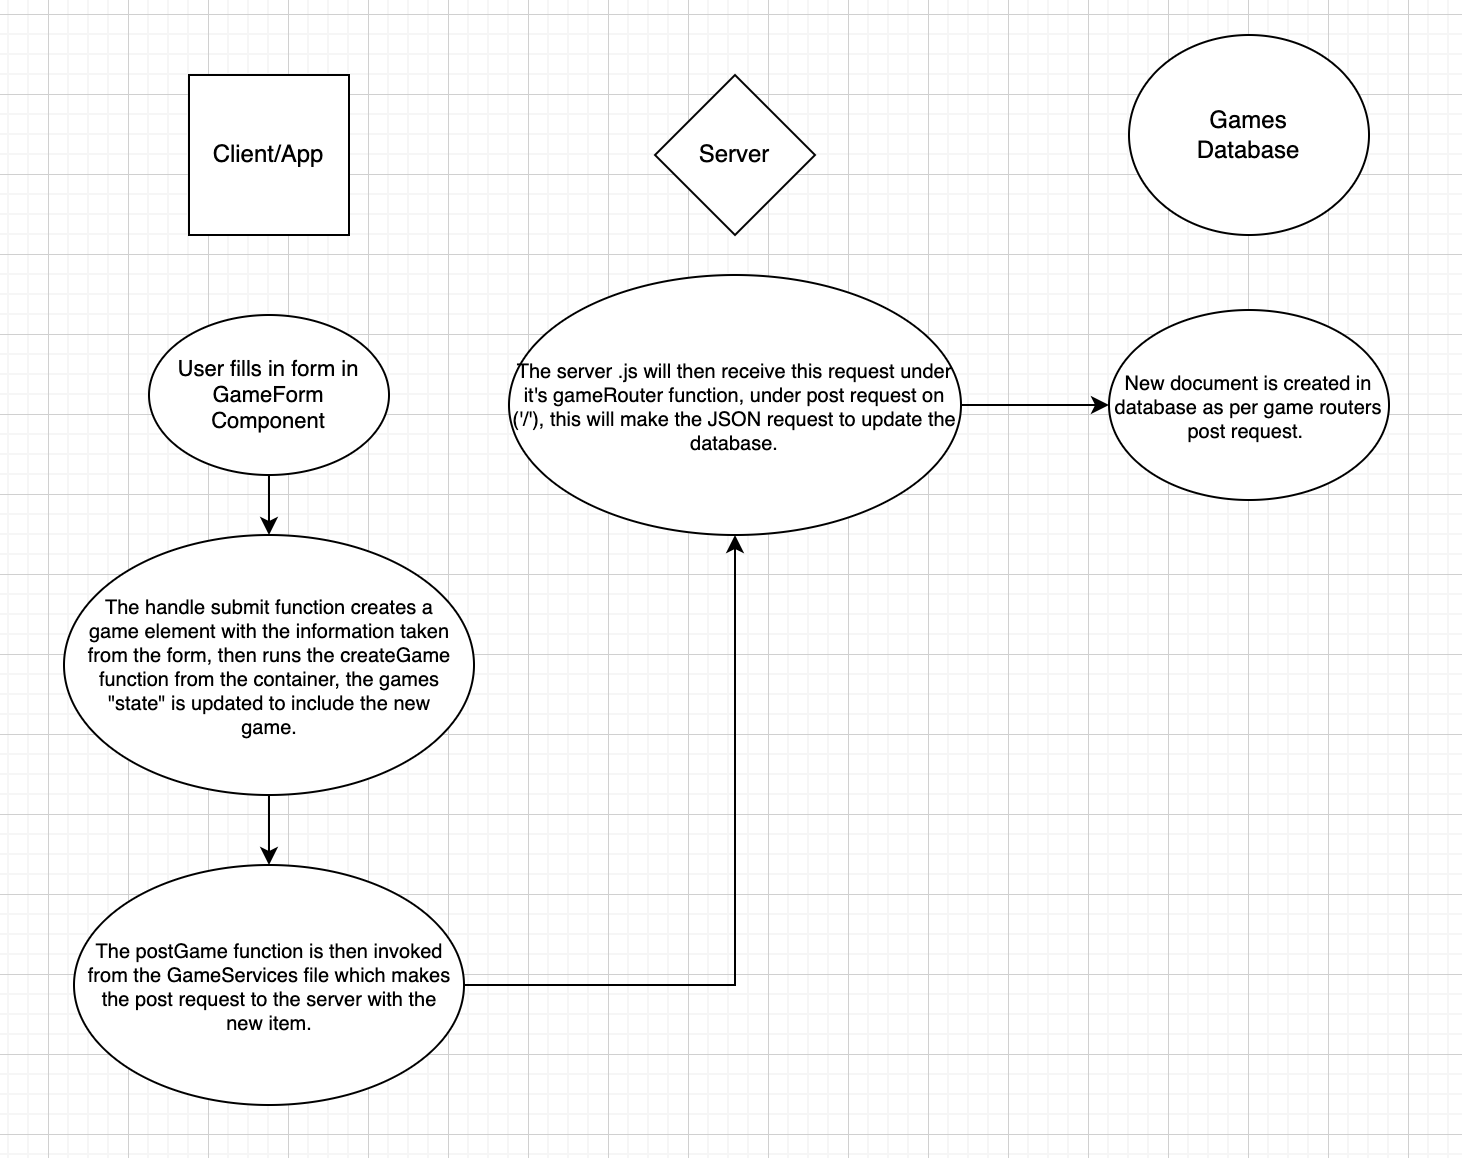 Client/App
Server
Games
Database
User fills in form in
GameForm
Component
The handle submit function creates a
game element with the information taken
from the form, then runs the createGame
function from the container, the games
"state" is updated to include the new
game.
The postGame function is then invoked
from the GameServices file which makes
the post request to the server with the
new item.
The server .js will then receive this request under
it's gameRouter function, under post request on
('/'), this will make the JSON request to update the
database.
New document is created in
database as per game routers
post request.